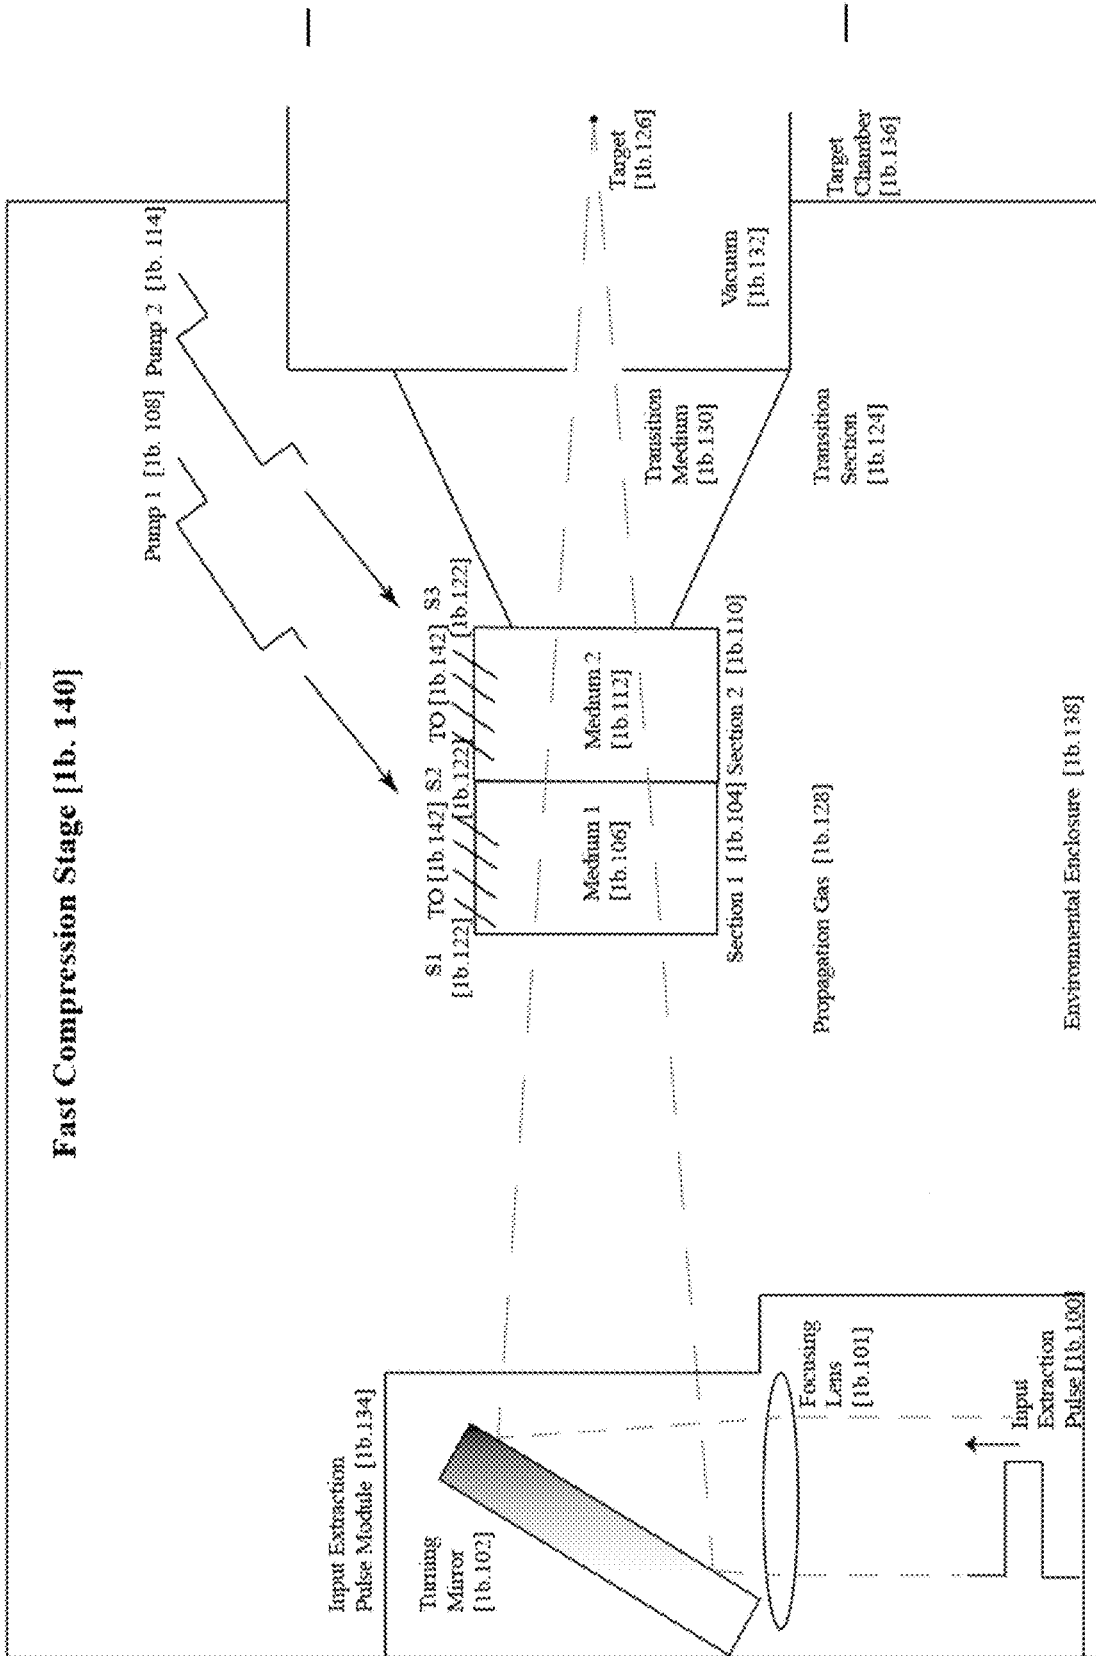 Fast Compression Stage [1b. 140]
Pump 1 [1b. 108]
Pump 2 [1b. 114]
Input Extraction
Pulse Module [1b.134]
Turning
Mirror
[1b.102]
S1
[1b.122]
TO [1b.142]
S2
[1b.122]
TO [1b.142]
S3
[1b.122]
Medium 1
[1b.106]
Medium 2
[1b.112]
Section 1 [1b.104]
Section 2 [1b.110]
Transition
Medium
[1b.130]
Transition
Section
[1b.124]
Target
[1b.126]
Vacuum
[1b.132]
Target
Chamber
[1b.136]
Focusing
Lens
[1b.101]
Input
Extraction
Pulse [1b.100]
Propagation Gas [1b.128]
Environmental Enclosure [1b.138]